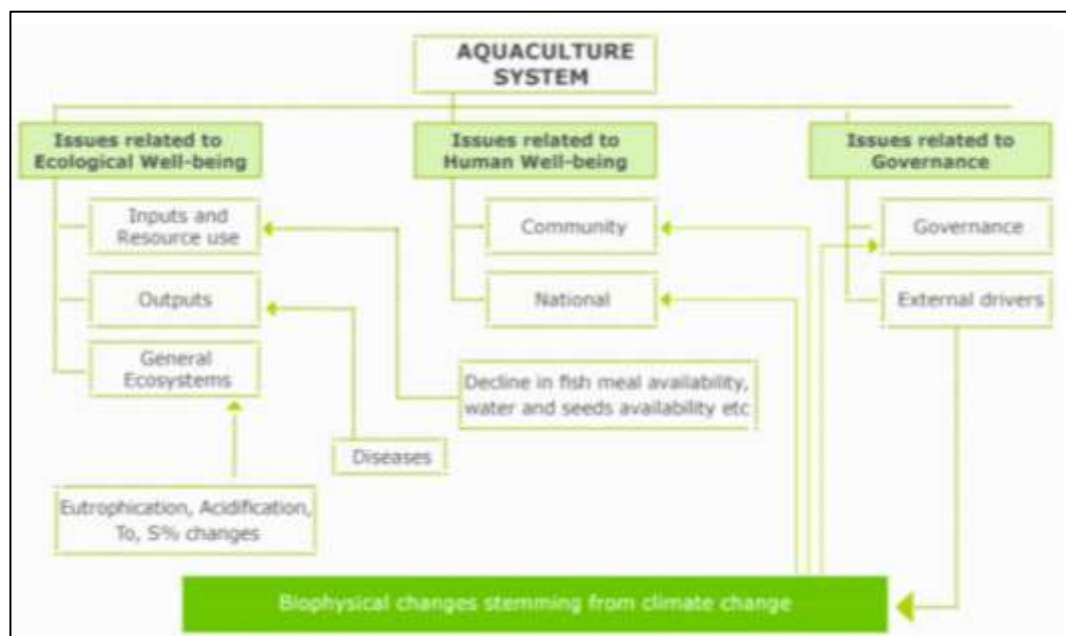 AQUACULTURE
SYSTEM
Issues related to
Ecological Well-being
Issues related to
Human Well-being
Issues related to
Governance
Inputs and
Resource use
Community
Governance
Outputs
National
External drivers
General
Ecosystems
Decline in fish meal availability,
water and seeds availability etc
Diseases
Eutrophication, Acidification,
To, S% changes
Biophysical changes stemming from climate change